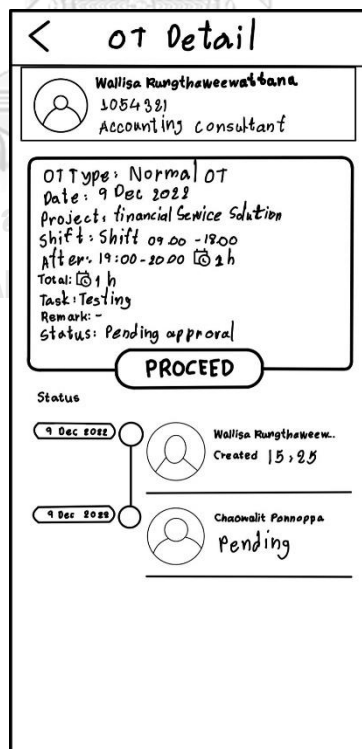 < OT Detail
Wallisa Rungthaweewattana
1054321
Accounting consultant
OT Type: Normal OT
Date: 9 Dec 2022
Project: financial Service Solution
Shift: Shift 09.00 - 18.00
After: 19:00-20.00 1h
Total: 1 h
Task: Testing
Remark: -
Status: Pending approval
PROCEED
Status
9 Dec 2022
Wallisa Rungthaweew..
Created 15:25
9 Dec 2022
Chaowalit Ponnoppa
Pending